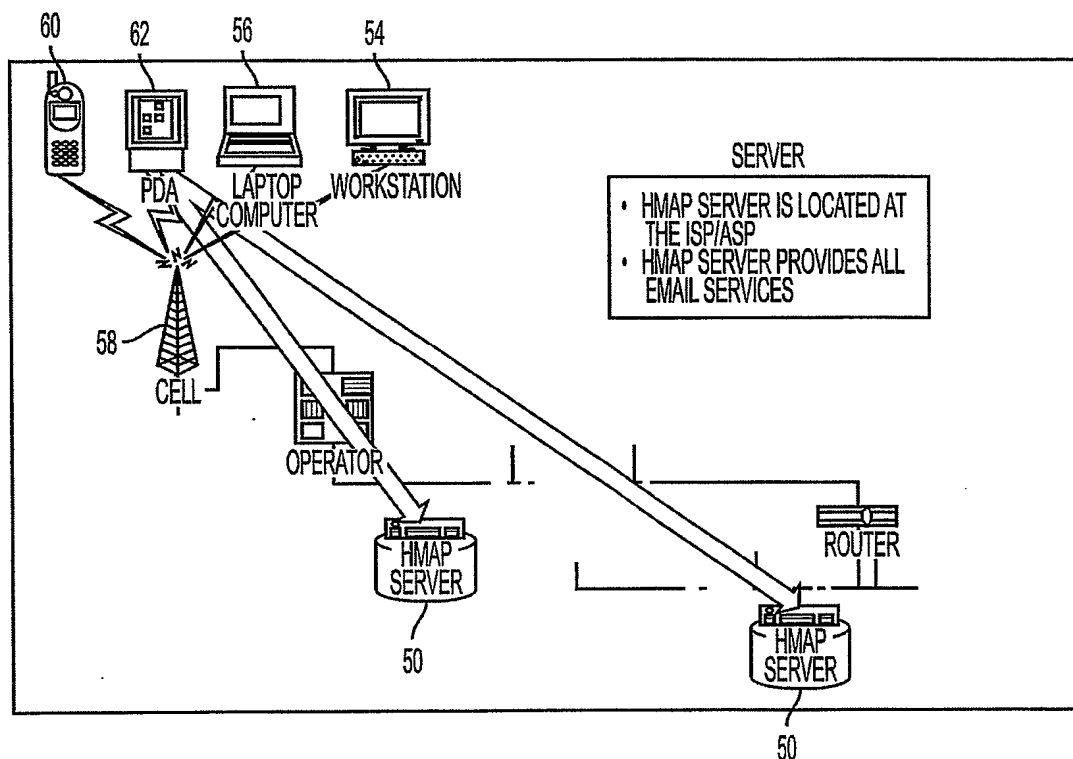 60
62
56
54
PDA
LAPTOP
COMPUTER
WORKSTATION
SERVER
• HMAP SERVER IS LOCATED AT
THE ISP/ASP
• HMAP SERVER PROVIDES ALL
EMAIL SERVICES
58
CELL
OPERATOR
HMAP
SERVER
50
ROUTER
HMAP
SERVER
50